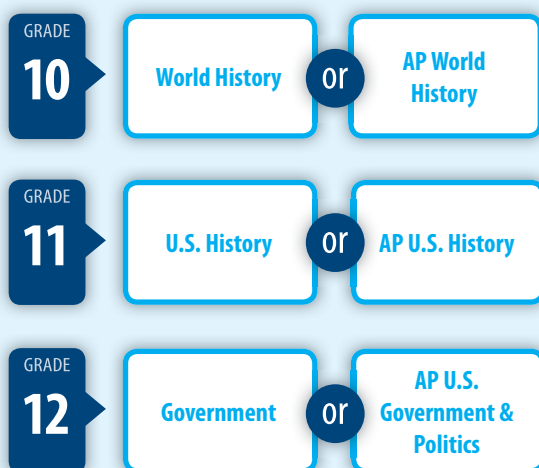 GRADE
10
World History
or
AP World
History
GRADE
11
U.S. History
or
AP U.S. History
GRADE
12
Government
or
AP U.S.
Government &
Politics